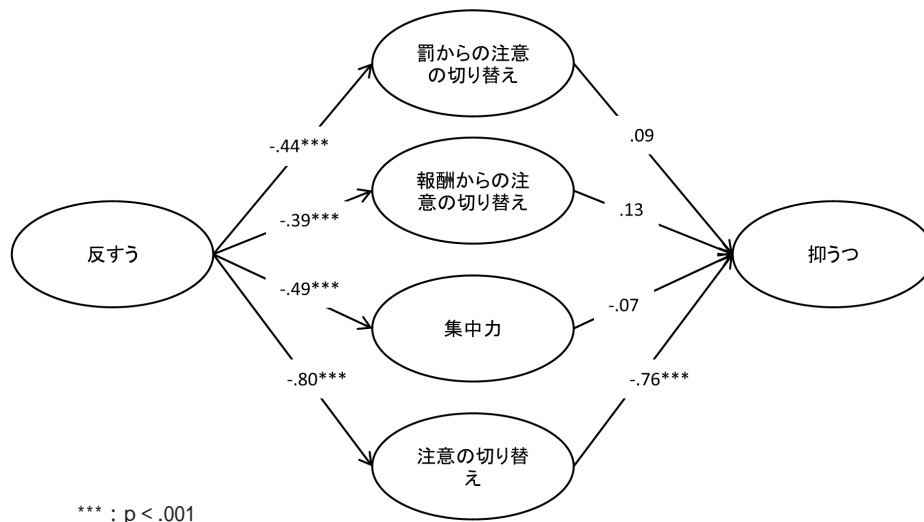 罰からの注意
の切り替え
-.44***
.09
報酬からの注
意の切り替え
-.39***
.13
反すう
抑うつ
-.49***
-.07
集中力
-.80***
-.76***
注意の切り替
え
***：p < .001